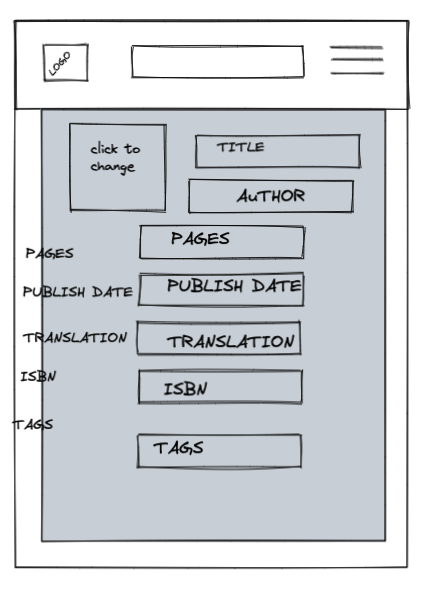 LOGO
click to
change
TITLE
AuTHOR
PAGES
PAGES
PUBLISH DATE
PUBLISH DATE
TRANSLATION
TRANSLATION
ISBN
ISBN
TAGS
TAGS